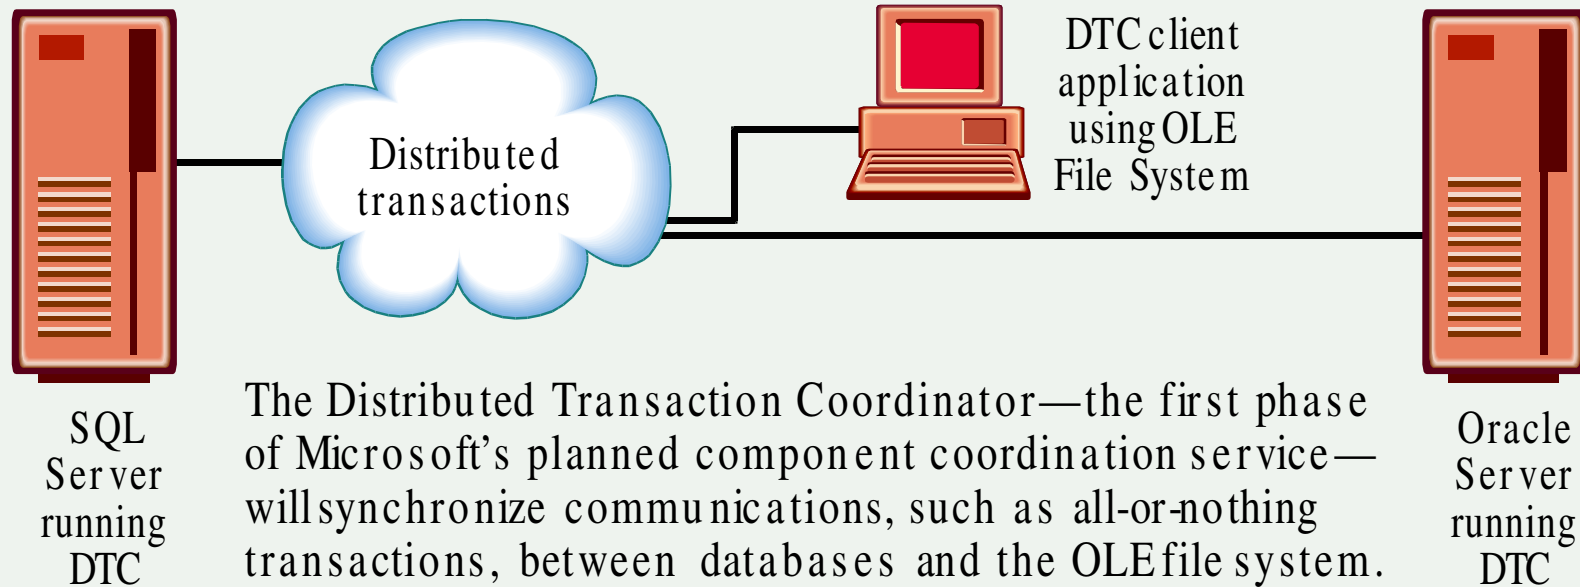 Distributed
transactions
DTC client
application
using OLE
File System
SQL
Server
running
DTC
The Distributed Transaction Coordinator—the first phase
of Microsoft’s planned component coordination service—
will synchronize communications, such as all-or-nothing
transactions, between databases and the OLE file system.
Oracle
Server
running
DTC